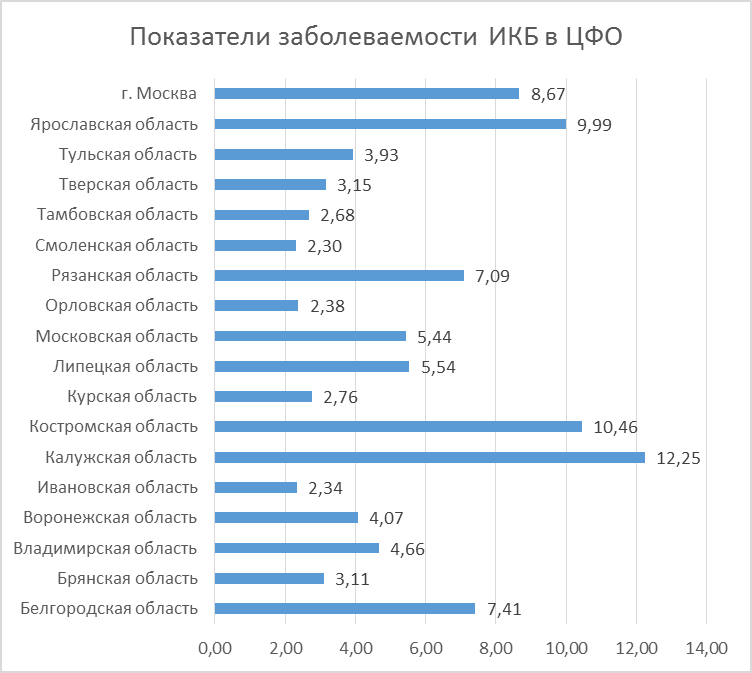 Показатели заболеваемости ИКБ в ЦФО
г. Москва 8,67
Ярославская область 9,99
Тульская область 3,93
Тверская область 3,15
Тамбовская область 2,68
Смоленская область 2,30
Рязанская область 7,09
Орловская область 2,38
Московская область 5,44
Липецкая область 5,54
Курская область 2,76
Костромская область 10,46
Калужская область 12,25
Ивановская область 2,34
Воронежская область 4,07
Владимирская область 4,66
Брянская область 3,11
Белгородская область 7,41
0,00 2,00 4,00 6,00 8,00 10,00 12,00 14,00